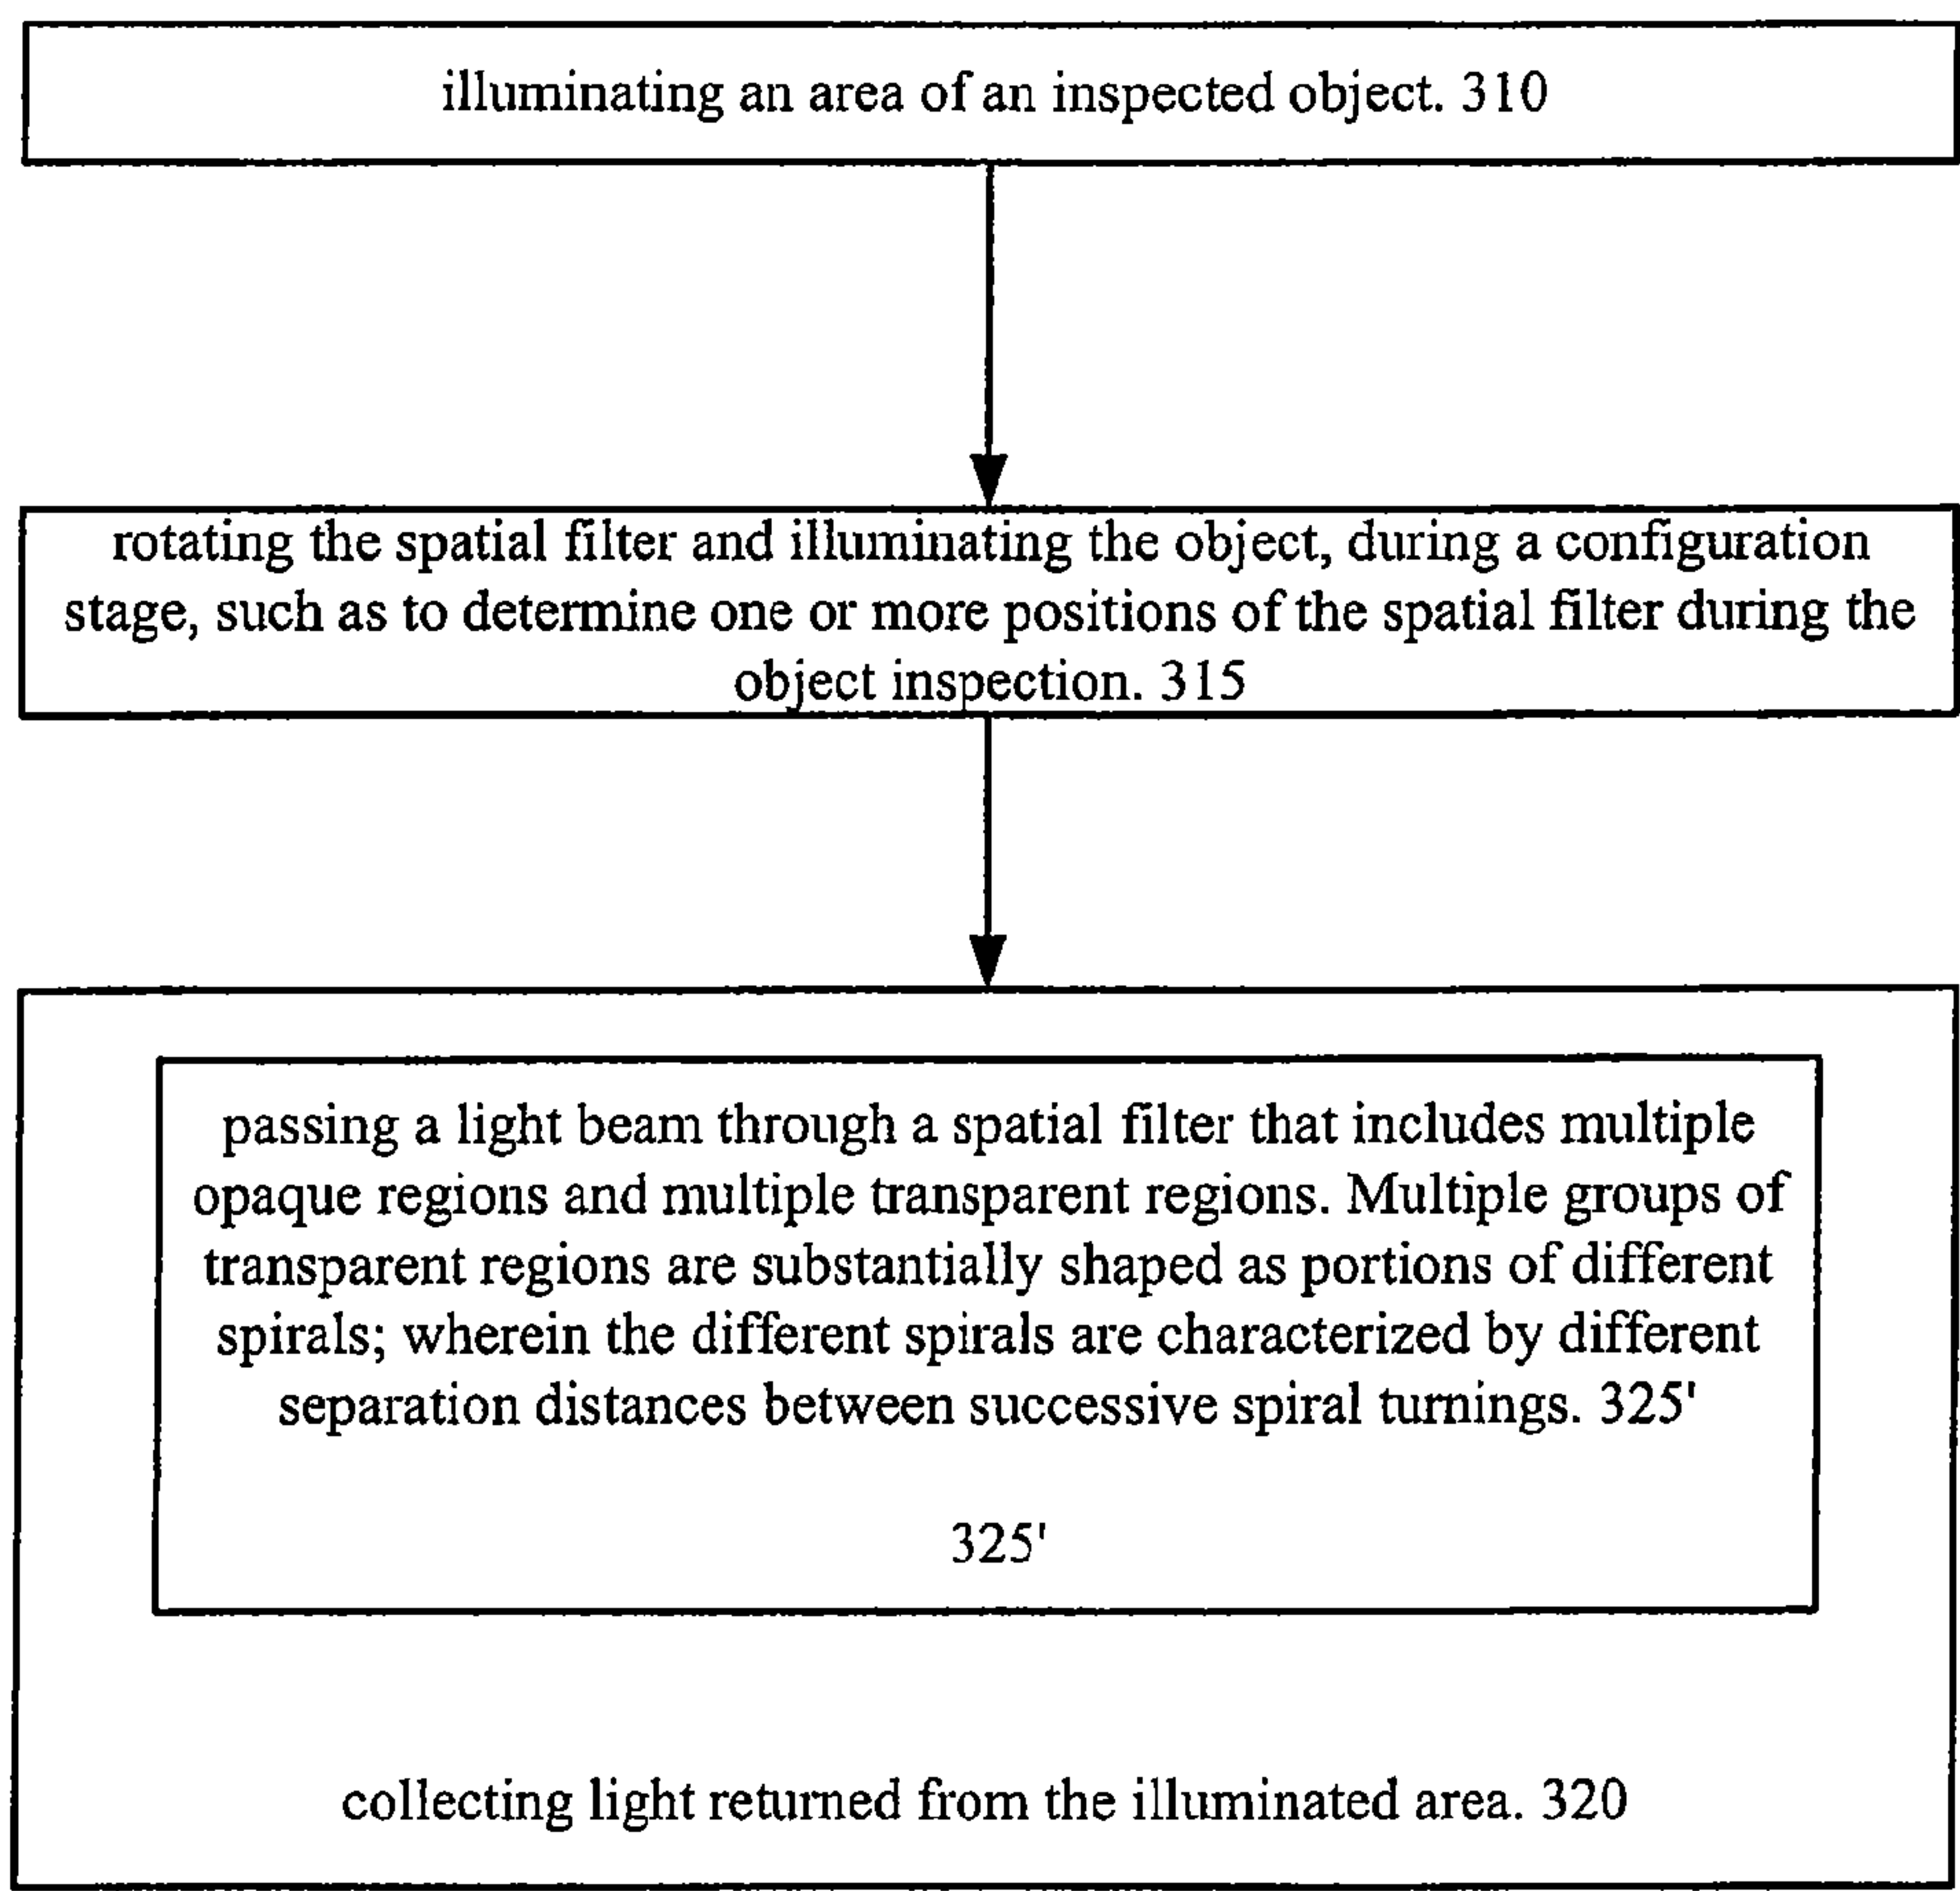 illuminating an area of an inspected object. 310
rotating the spatial filter and illuminating the object, during a configuration
stage, such as to determine one or more positions of the spatial filter during the
object inspection. 315
passing a light beam through a spatial filter that includes multiple
opaque regions and multiple transparent regions. Multiple groups of
transparent regions are substantially shaped as portions of different
spirals; wherein the different spirals are characterized by different
separation distances between successive spiral turnings. 325'
325'
collecting light returned from the illuminated area. 320